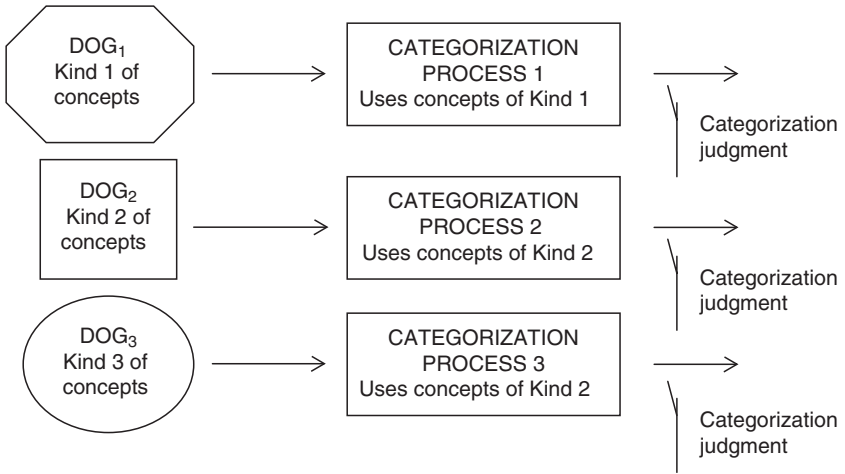 DOG₁
Kind 1 of
concepts
CATEGORIZATION
PROCESS 1
Uses concepts of Kind 1
Categorization
judgment
DOG₂
Kind 2 of
concepts
CATEGORIZATION
PROCESS 2
Uses concepts of Kind 2
Categorization
judgment
DOG₃
Kind 3 of
concepts
CATEGORIZATION
PROCESS 3
Uses concepts of Kind 2
Categorization
judgment